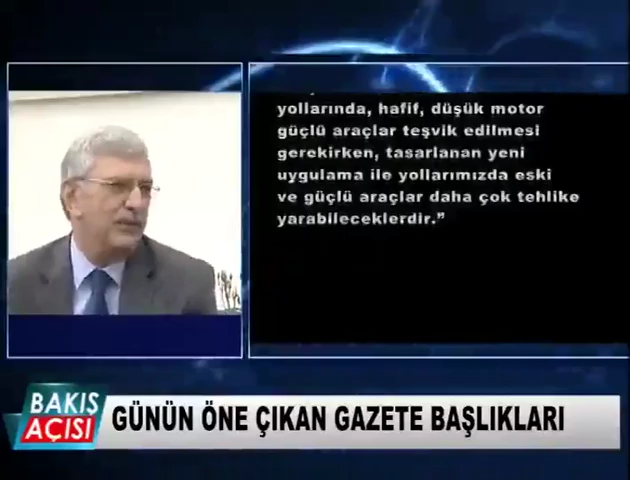 yollarında, hafif, düşük motor
güçlü araçlar teşvik edilmesi
gerekirken, tasarlanan yeni
uygulama ile yollarımızda eski
ve güçlü araçlar daha çok tehlike
yarabileceklerdir.”
BAKIŞ
AÇISI
GÜNÜN ÖNE ÇIKAN GAZETE BAŞLIKLARI